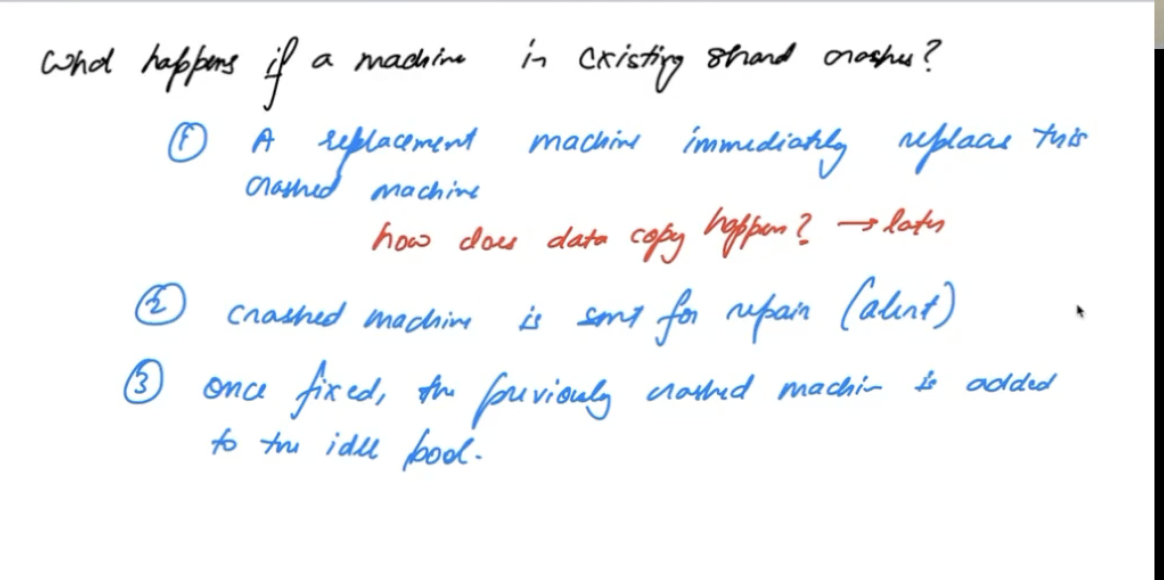 What happens if a machine in existing shard crashes?
① A replacement machine immediately replaces this
crashed machine
how does data copy happen? → later
② crashed machine is sent for repair (alert)
③ once fixed, the previously crashed machine is added
to the idle pool.